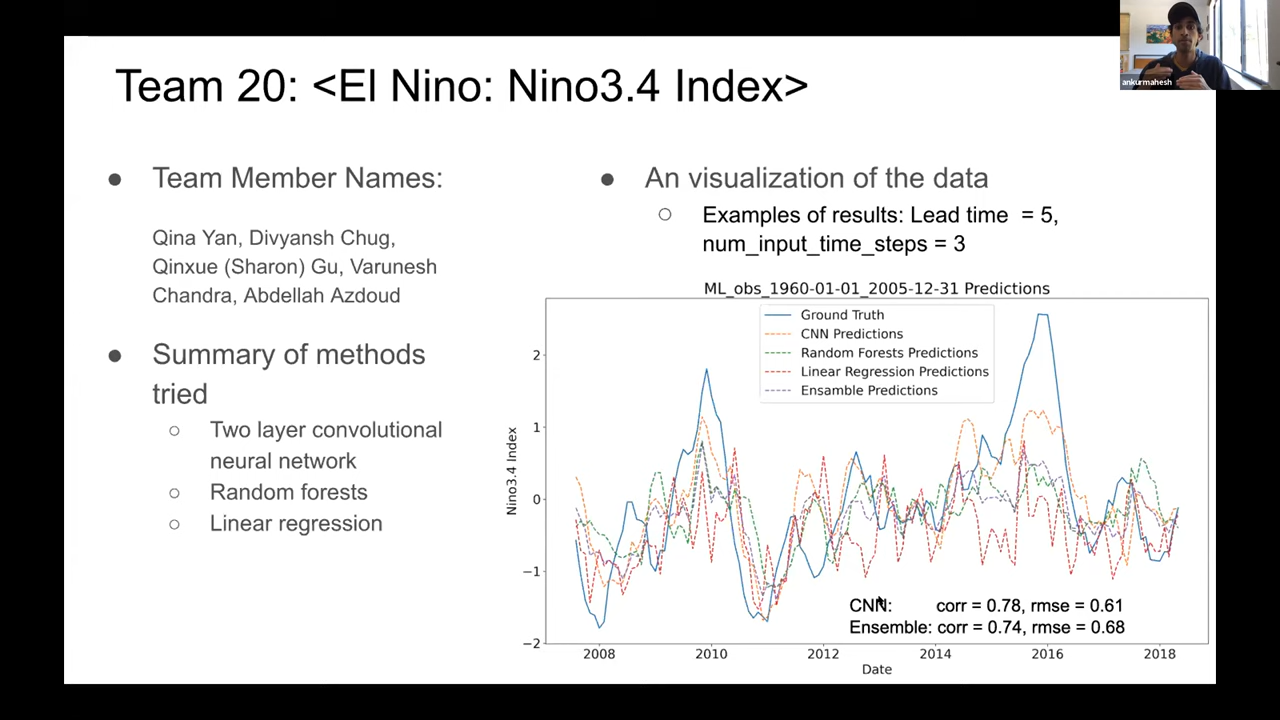 Team 20: <El Nino: Nino3.4 Index>
ankurmahesh
● Team Member Names:
Qina Yan, Divyansh Chug,
Qinxue (Sharon) Gu, Varunesh
Chandra, Abdellah Azdoud
● Summary of methods
tried
○ Two layer convolutional
neural network
○ Random forests
○ Linear regression
● An visualization of the data
○ Examples of results: Lead time = 5,
num_input_time_steps = 3
ML_obs_1960-01-01_2005-12-31 Predictions
Ground Truth
CNN Predictions
Random Forests Predictions
Linear Regression Predictions
Ensamble Predictions
Nino3.4 Index
2
1
0
−1
−2
CNN: corr = 0.78, rmse = 0.61
Ensemble: corr = 0.74, rmse = 0.68
2008 2010 2012 2014 2016 2018
Date